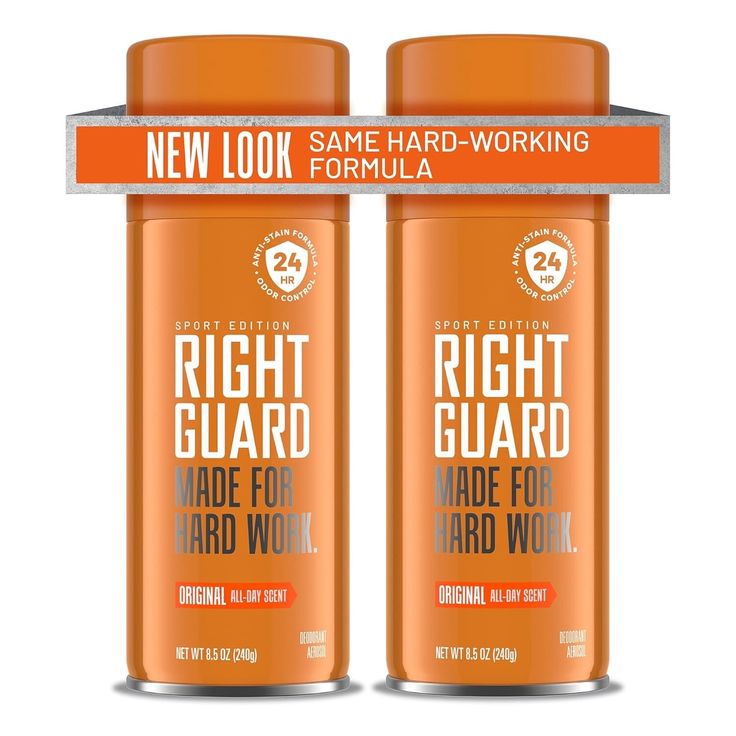 NEW LOOK SAME HARD-WORKING
FORMULA
ANTI-STAIN FORMULA
24
HR
ODOR CONTROL
SPORT EDITION
RIGHT
GUARD
MADE FOR
HARD WORK.
ORIGINAL ALL-DAY SCENT
DEODORANT
AEROSOL
NET WT 8.5 OZ (240g)
ANTI-STAIN FORMULA
24
HR
ODOR CONTROL
SPORT EDITION
RIGHT
GUARD
MADE FOR
HARD WORK.
ORIGINAL ALL-DAY SCENT
DEODORANT
AEROSOL
NET WT 8.5 OZ (240g)